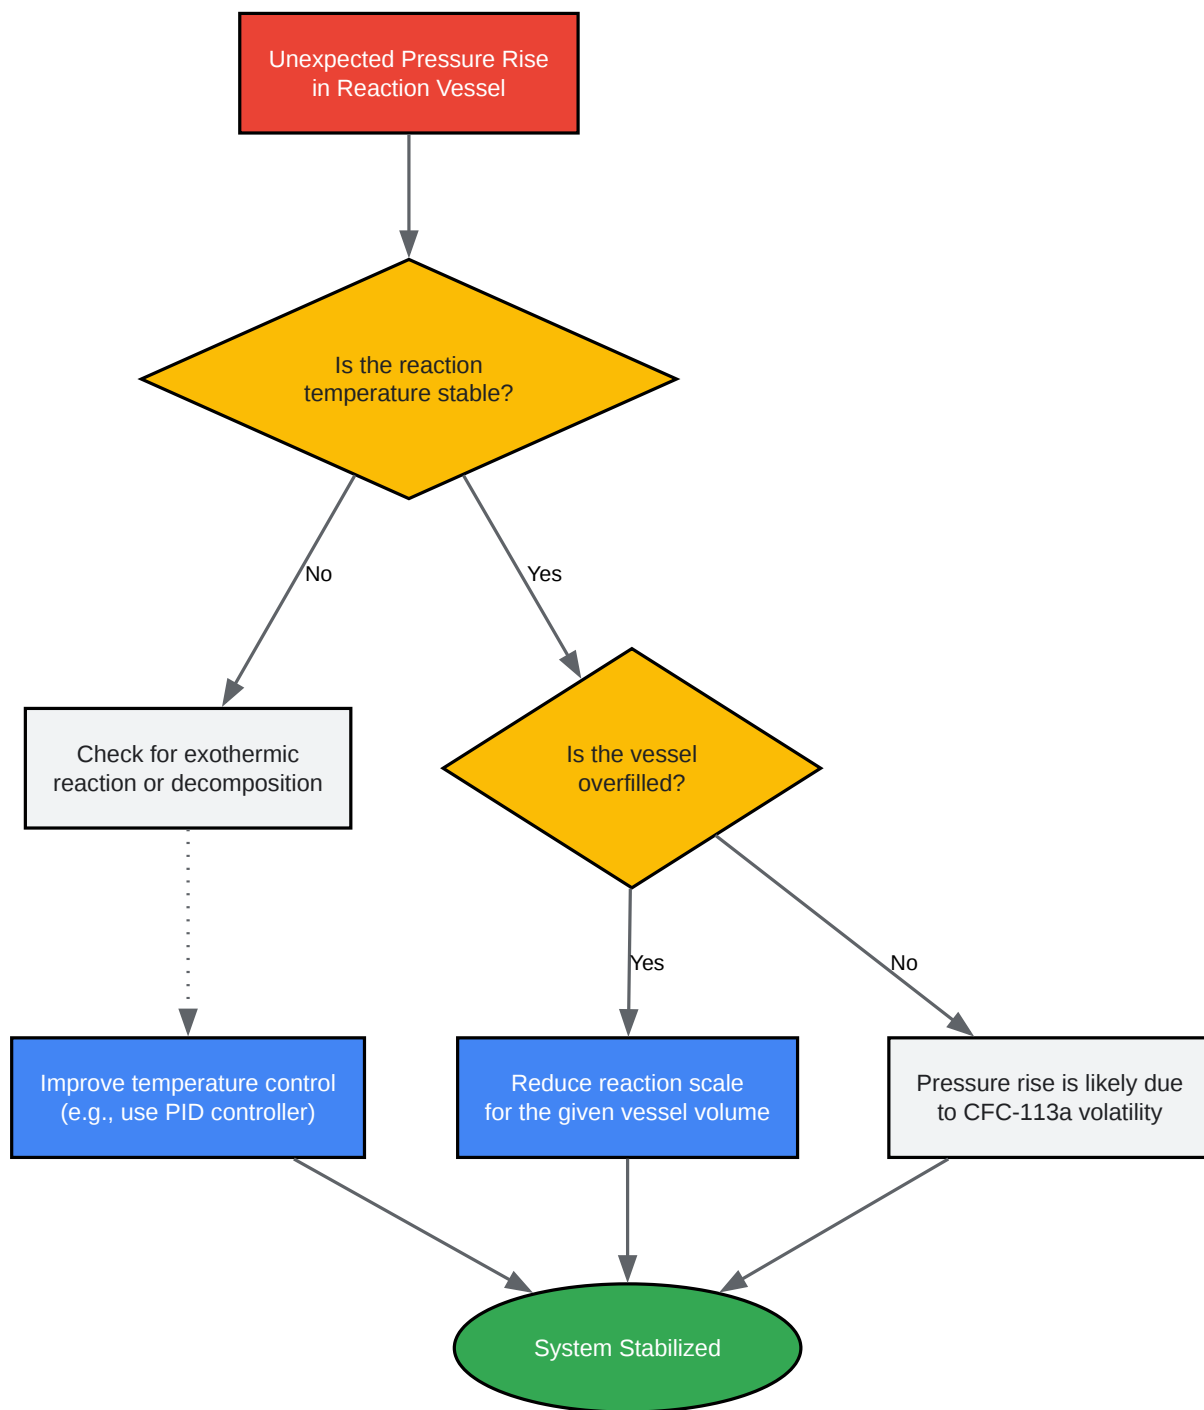 Unexpected Pressure Rise
in Reaction Vessel
Is the reaction
temperature stable?
No
Yes
Check for exothermic
reaction or decomposition
Is the vessel
overfilled?
Yes
No
Improve temperature control
(e.g., use PID controller)
Reduce reaction scale
for the given vessel volume
Pressure rise is likely due
to CFC-113a volatility
System Stabilized